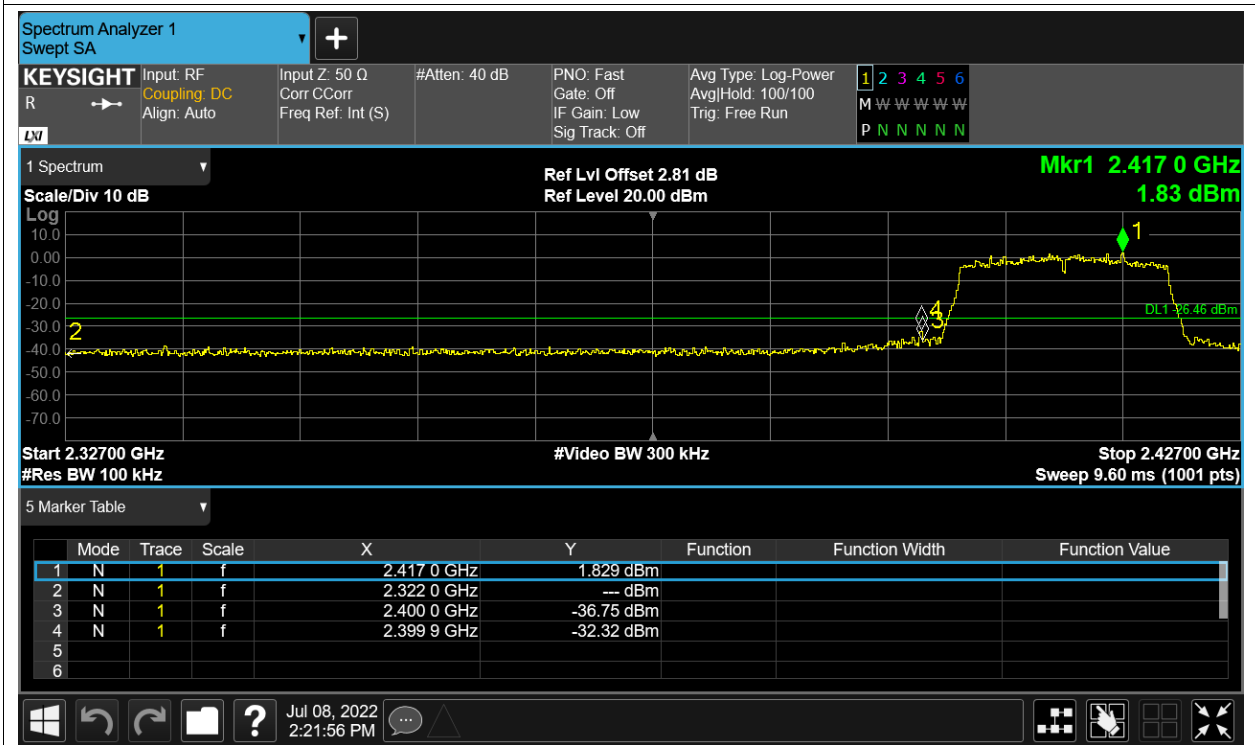 Spectrum Analyzer 1
Swept SA
KEYSIGHT Input: RF Input Z: 50 Ω #Atten: 40 dB PNO: Fast Avg Type: Log-Power 1 2 3 4 5 6
R Coupling: DC Corr CCorr Gate: Off Avg|Hold: 100/100 M W W W W W W
Align: Auto Freq Ref: Int (S) IF Gain: Low Trig: Free Run
LXI Sig Track: Off P N N N N N N
1 Spectrum Ref Lvl Offset 2.81 dB Mkr1 2.417 0 GHz
Scale/Div 10 dB Ref Level 20.00 dBm 1.83 dBm
Log
10.0 1
0.00
-10.0
-20.0 4 DL1 -26.46 dBm
-30.0 2 3
-40.0
-50.0
-60.0
-70.0
Start 2.32700 GHz #Video BW 300 kHz Stop 2.42700 GHz
#Res BW 100 kHz Sweep 9.60 ms (1001 pts)
5 Marker Table
Mode Trace Scale X Y Function Function Width Function Value
1 N 1 f 2.417 0 GHz 1.829 dBm
2 N 1 f 2.322 0 GHz --- dBm
3 N 1 f 2.400 0 GHz -36.75 dBm
4 N 1 f 2.399 9 GHz -32.32 dBm
5
6
? Jul 08, 2022
2:21:56 PM